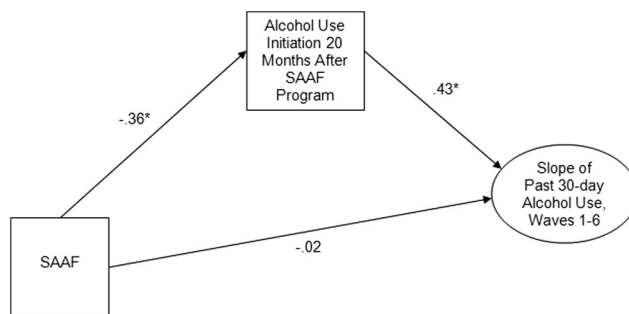 Alcohol Use
Initiation 20
Months After
SAAF
Program
-.36*
.43*
Slope of
Past 30-day
Alcohol Use,
Waves 1-6
SAAF
-.02